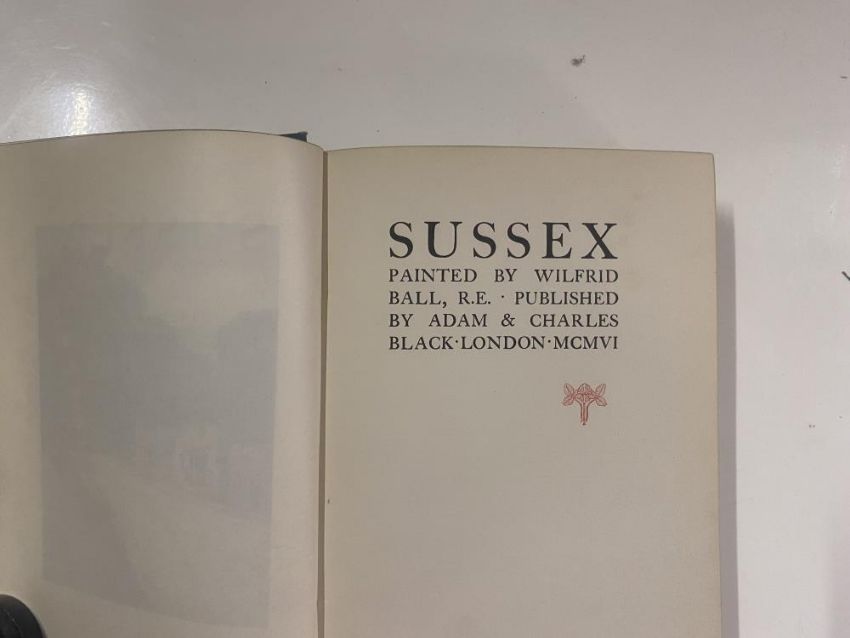 SUSSEX
PAINTED BY WILFRID
BALL, R.E. · PUBLISHED
BY ADAM & CHARLES
BLACK·LONDON·MCMVI